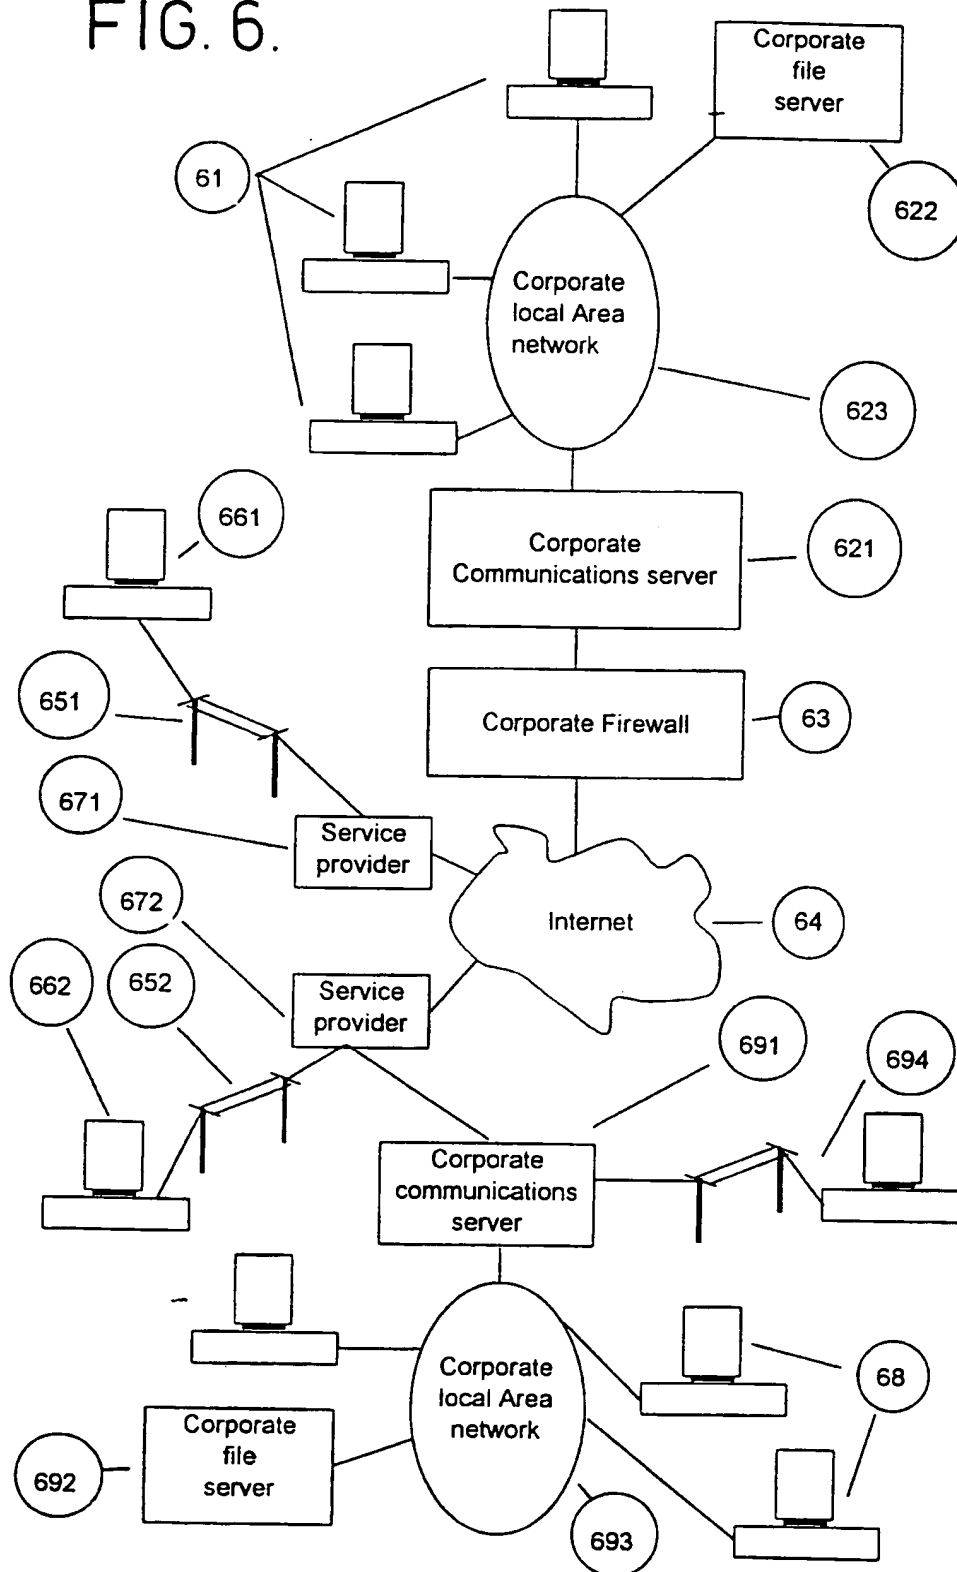 FIG. 6.
Corporate
file
server
61
622
Corporate
local Area
network
623
661
Corporate
Communications server
621
651
Corporate Firewall
63
671
Service
provider
672
Internet
64
662
652
Service
provider
691
694
Corporate
communications
server
Corporate
local Area
network
68
Corporate
file
server
692
693